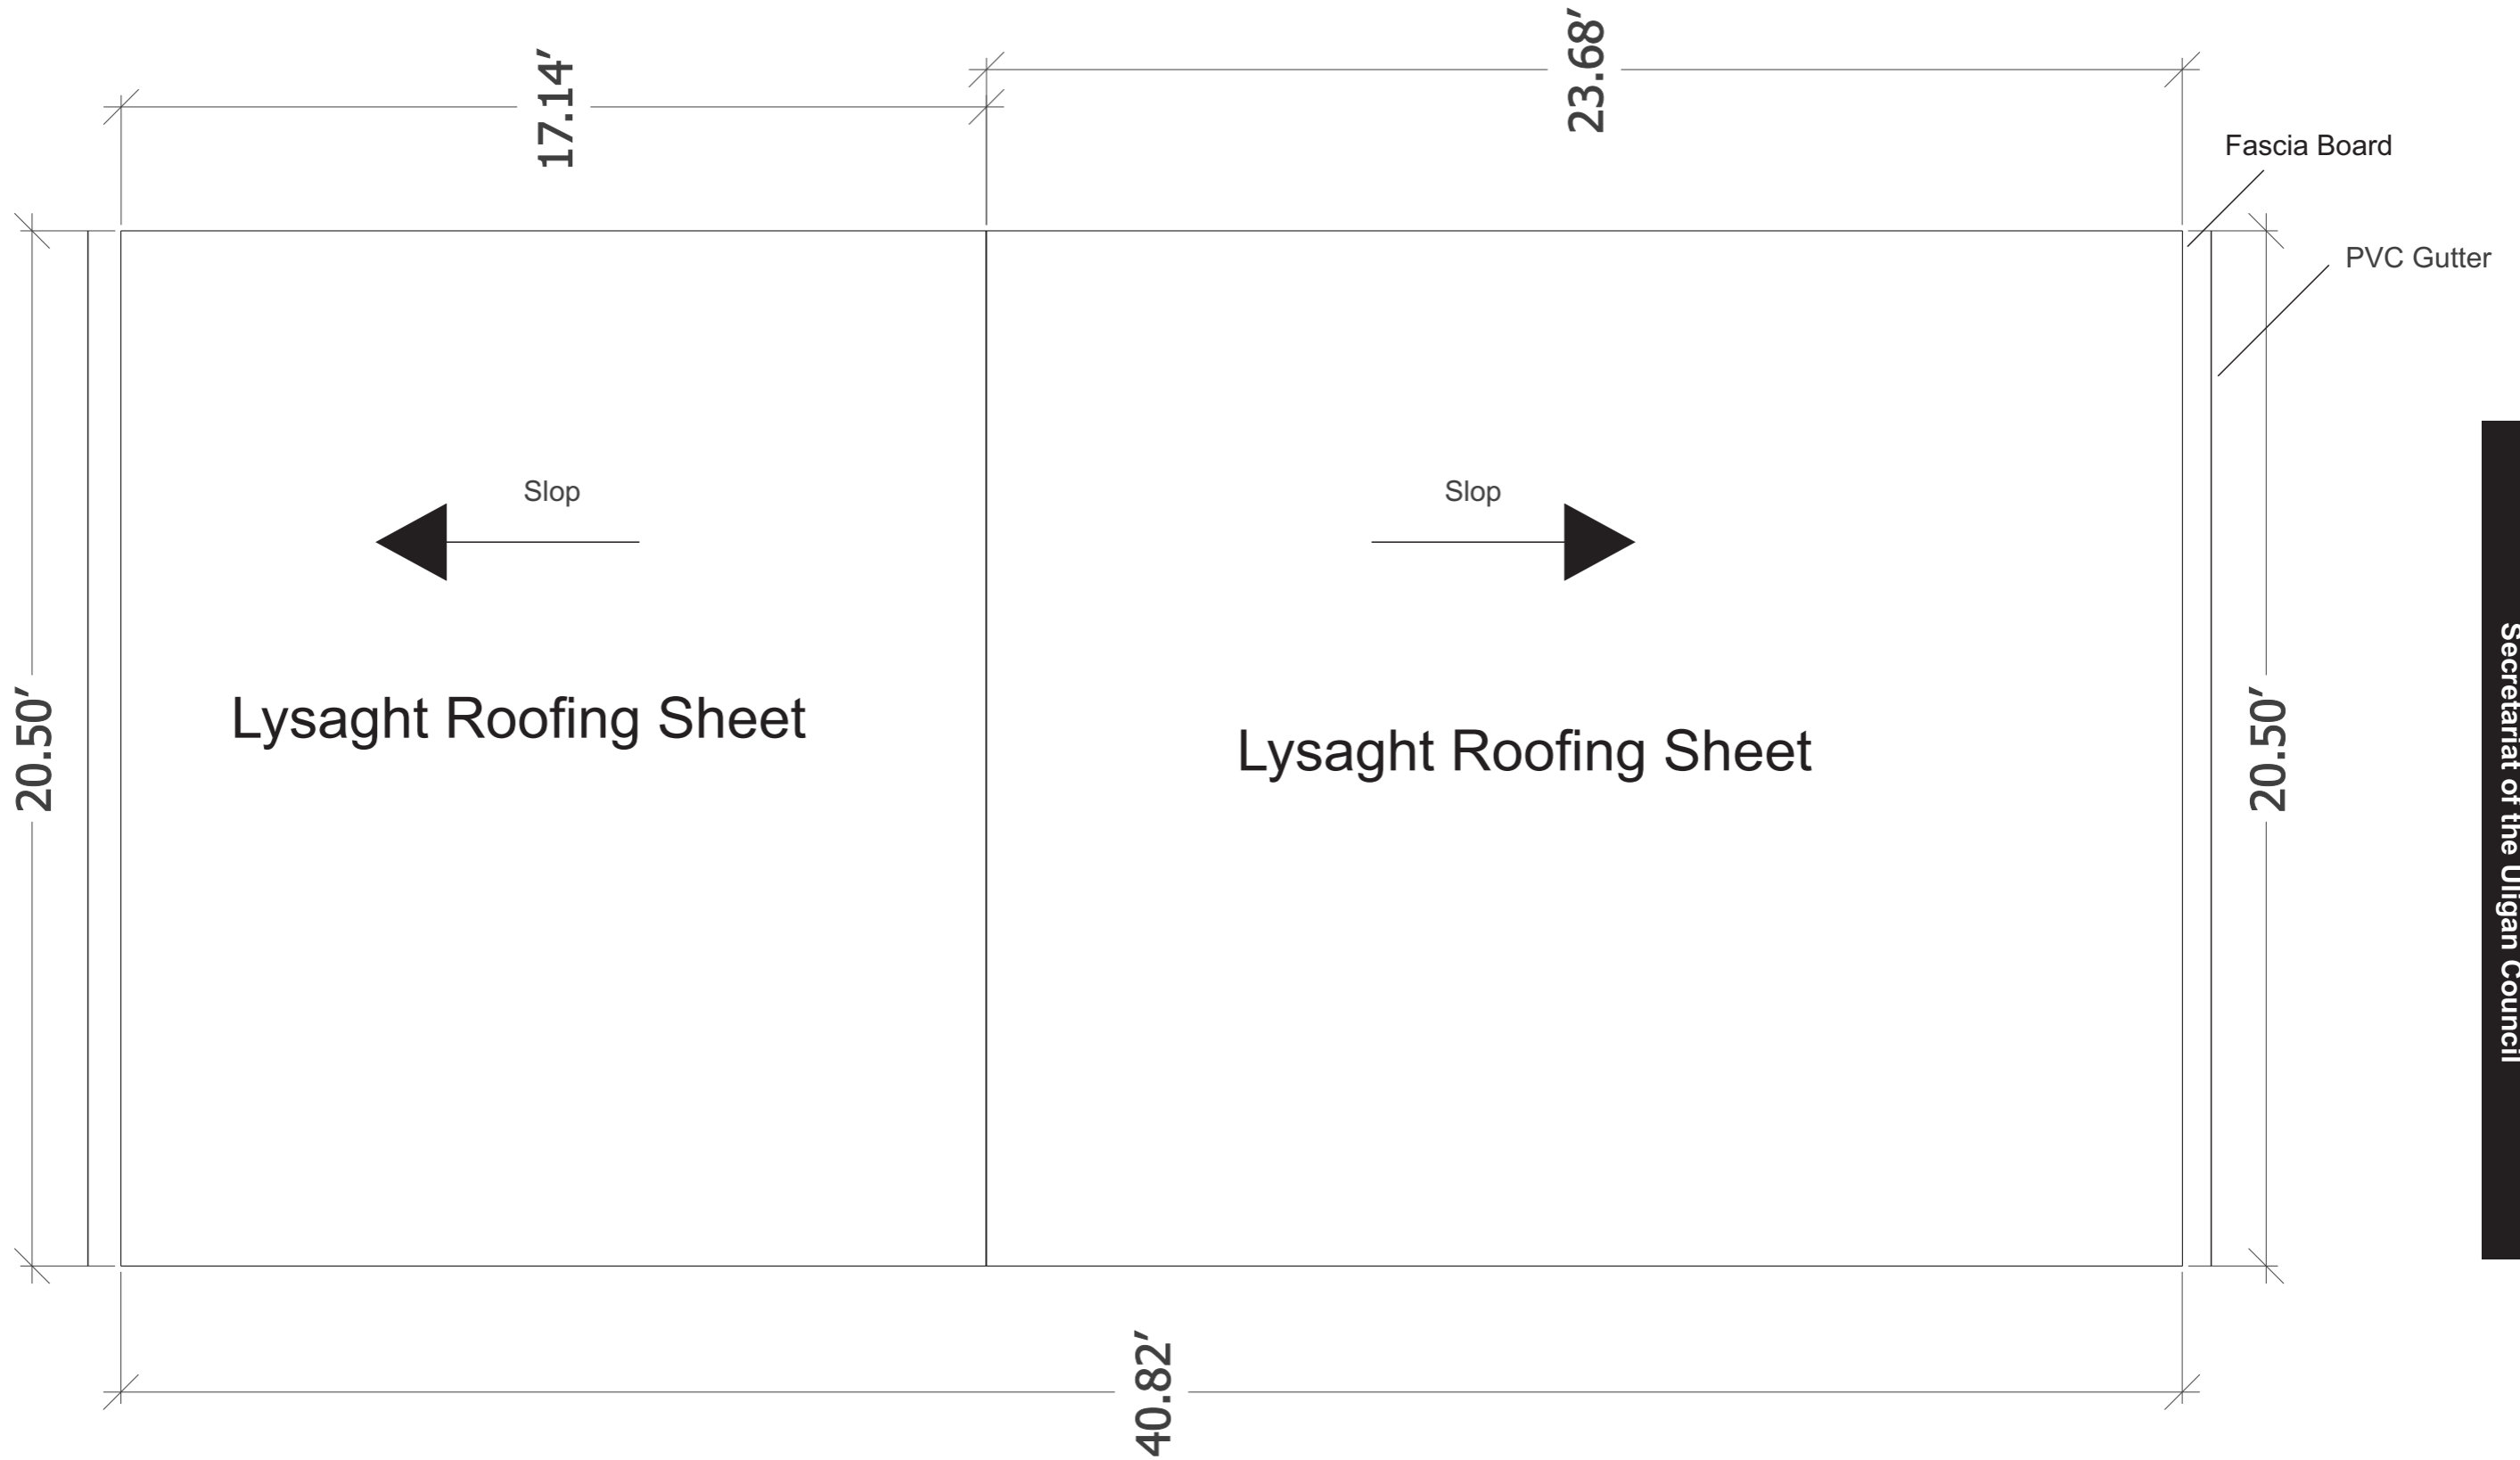 23.68'
17.14'
Fascia Board
PVC Gutter
Slop
Slop
Lysaght Roofing Sheet
Lysaght Roofing Sheet
20.50'
20.50'
Secretariat of the Uligan Council
40.82'